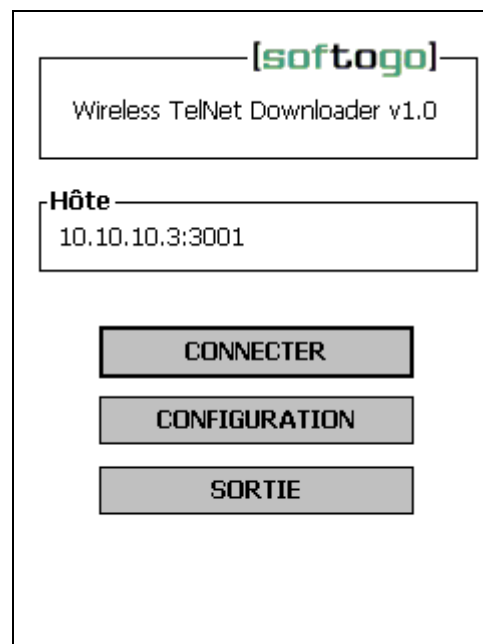 [softogo]
Wireless TelNet Downloader v1.0
Hôte
10.10.10.3:3001
CONNECTER
CONFIGURATION
SORTIE